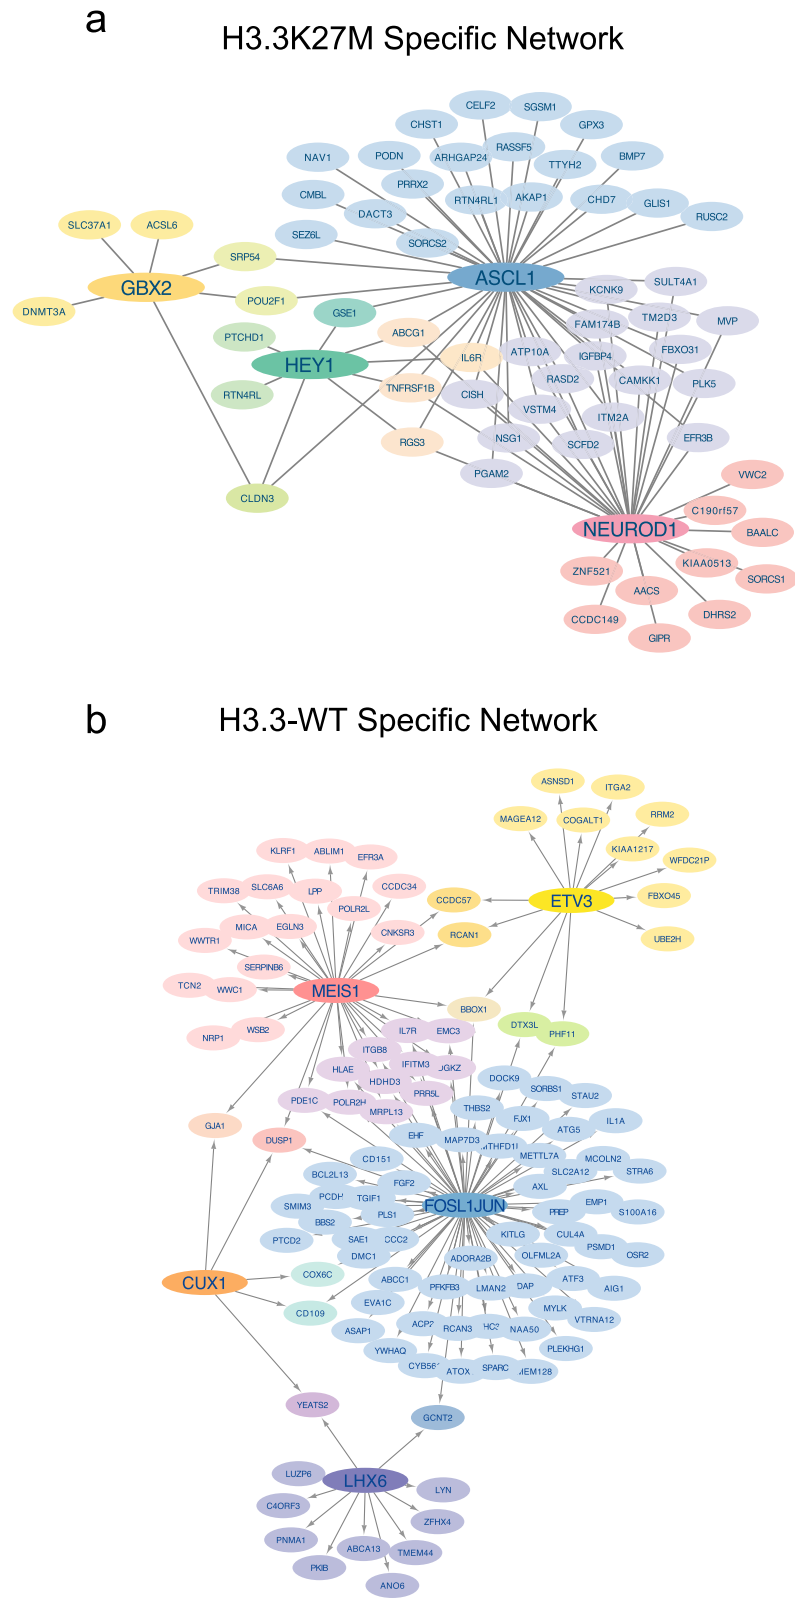 a
H3.3K27M Specific Network
CELF2
SGSM1
CHST1
GPX3
NAV1
PODN
ARHGAP24
RASSF5
TTYH2
BMP7
CMBL
PRRX2
RTN4RL1
AKAP1
CHD7
GLIS1
RUSC2
DACT3
SEZ6L
SORCS2
SLC37A1
ACSL6
SRP54
GBX2
ASCL1
DNMT3A
POU2F1
GSE1
KCNK9
SULT4A1
TM2D3
MVP
FAM174B
PTCHD1
ABCG1
HEY1
IL6R
ATP10A
IGFBP4
FBXO31
RTN4RL
TNFRSF1B
CISH
RASD2
CAMKK1
PLK5
VSTM4
ITM2A
RGS3
NSG1
SCFD2
EFR3B
PGAM2
CLDN3
VWC2
C190rf57
NEUROD1
BAALC
ZNF521
KIAA0513
SORCS1
AACS
CCDC149
DHRS2
GIPR
b
H3.3-WT Specific Network
ASNSD1
ITGA2
MAGEA12
COGALT1
RRM2
KIAA1217
WFDC21P
KLRF1
ABLIM1
EFR3A
TRIM38
SLC6A6
LPP
CCDC34
CCDC57
ETV3
FBXO45
POLR2L
MICA
EGLN3
CNKSR3
RCAN1
UBE2H
WWTR1
SERPINB6
TCN2
WWC1
MEIS1
BBOX1
NRP1
WSB2
IL7R
EMC3
DTX3L
PHF11
ITGB8
HLAE
IFITM3
HDHD3
PRR5L
DOCK9
SORBS1
STAU2
PDE1C
POLR2H
MRPL13
THBS2
FJX1
IL1A
GJA1
DUSP1
EHF
MAP7D3
ATG5
CD151
METTL7A
MCOLN2
BCL2L13
SLC2A12
STRA6
FGF2
AXL
TGIF1
SMIM3
FOSL1JUN
PREP
EMP1
S100A16
BBS2
PLS1
PTCD2
SAE1
KITLG
CUL4A
PSMD1
DMC1
OLFML2A
OSR2
COX6C
ADORA2B
CUX1
ABCC1
PFKFB3
LMAN2
ATF3
AIG1
EVA1C
MYLK
VTRNA12
CD109
ASAP1
RCAN3
NAA50
YWHAQ
PLEKHG1
SPARC
YEATS2
GCNT2
LUZP6
LHX6
LYN
C4ORF3
ZFHX4
PNMA1
ABCA13
TMEM44
PKIB
ANO6